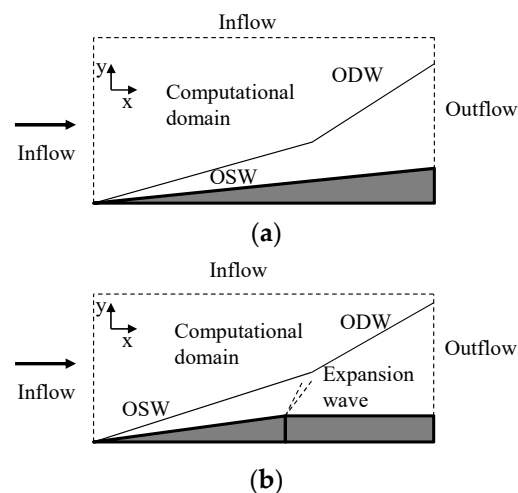 Inflow
ODW
y
Computational
domain
x
Outflow
Inflow
OSW
(a)
Inflow
y
ODW
Computational
domain
x
Outflow
Expansion
wave
Inflow
OSW
(b)